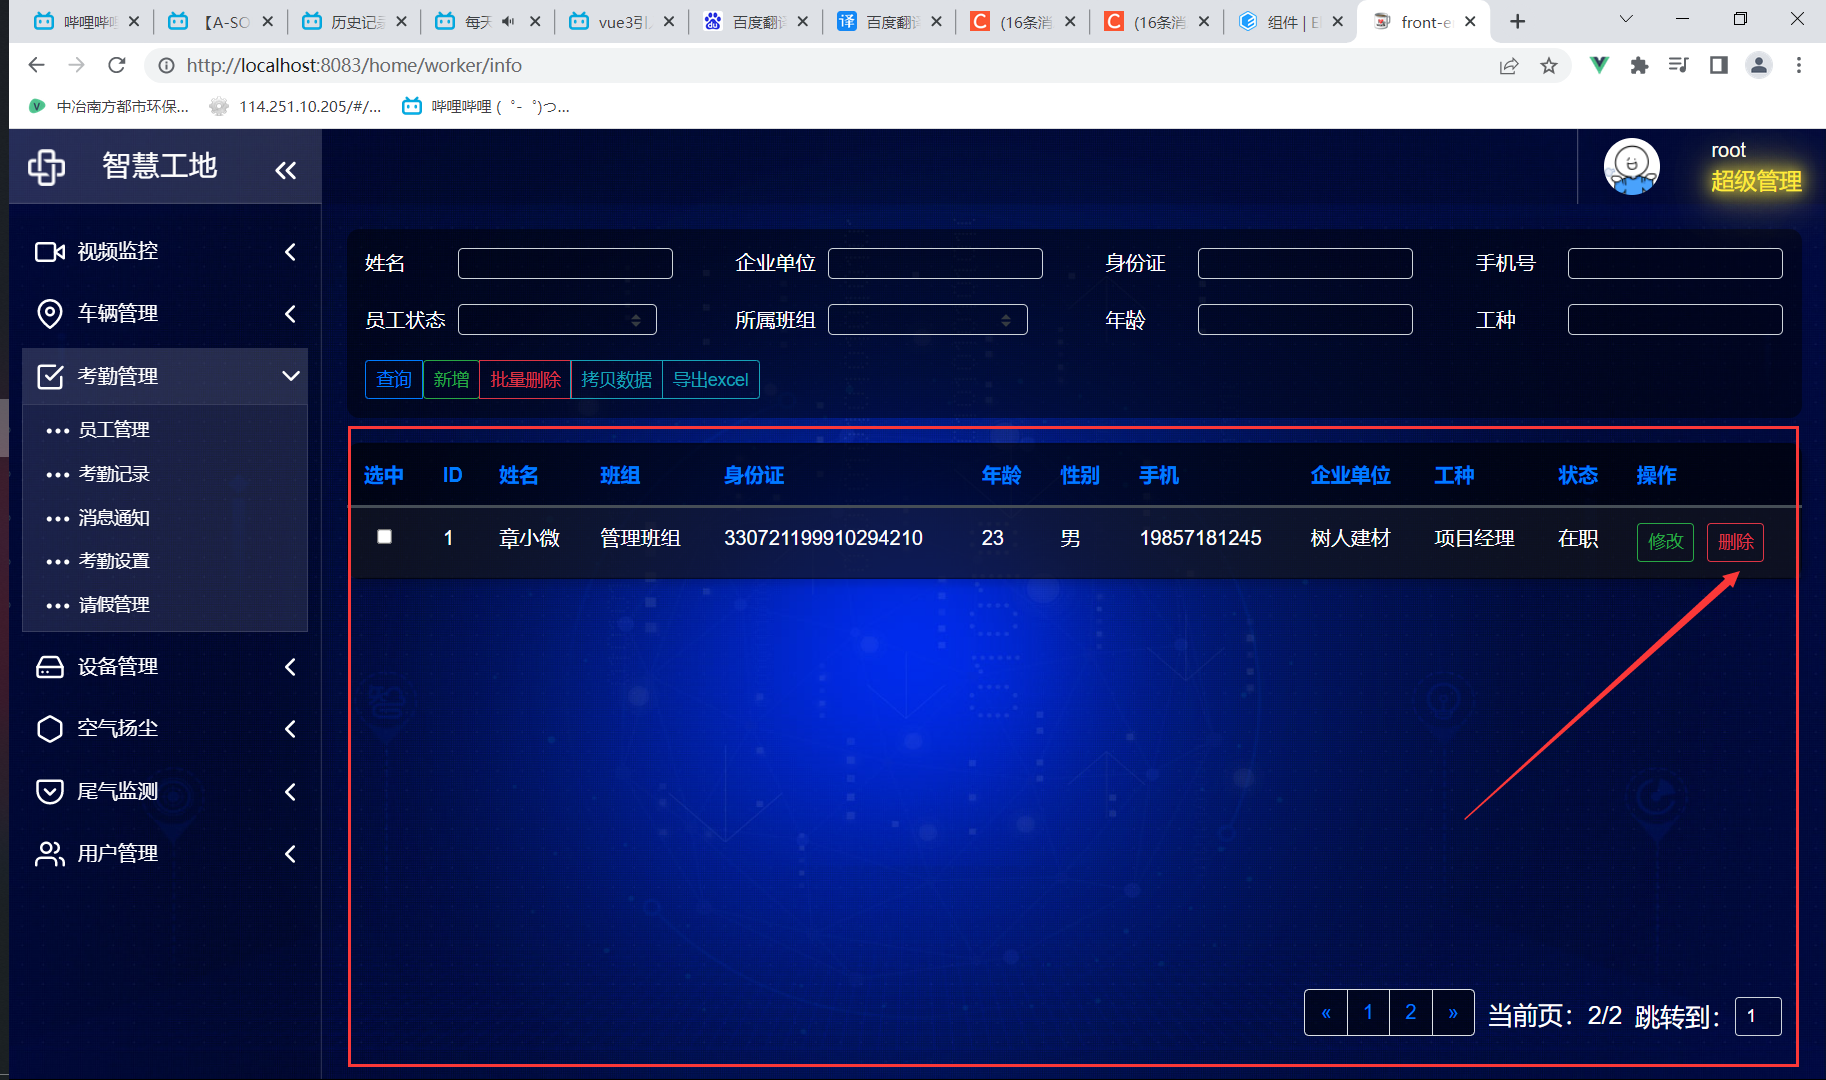 哔哩哔哩
【A-SO
历史记录
每天
vue3引
百度翻译
百度翻译
(16条消
(16条消
组件 | El
front-e
http://localhost:8083/home/worker/info
中冶南方都市环保...
114.251.10.205/#/...
哔哩哔哩 ( ゜- ゜)つ...
智慧工地
root
超级管理
视频监控
车辆管理
考勤管理
员工管理
考勤记录
消息通知
考勤设置
请假管理
设备管理
空气扬尘
尾气监测
用户管理
姓名 企业单位 身份证 手机号
员工状态 所属班组 年龄 工种
查询 新增 批量删除 拷贝数据 导出excel
选中 ID 姓名 班组 身份证 年龄 性别 手机 企业单位 工种 状态 操作
1 章小微 管理班组 330721199910294210 23 男 19857181245 树人建材 项目经理 在职 修改 删除
« 1 2 » 当前页：2/2 跳转到： 1